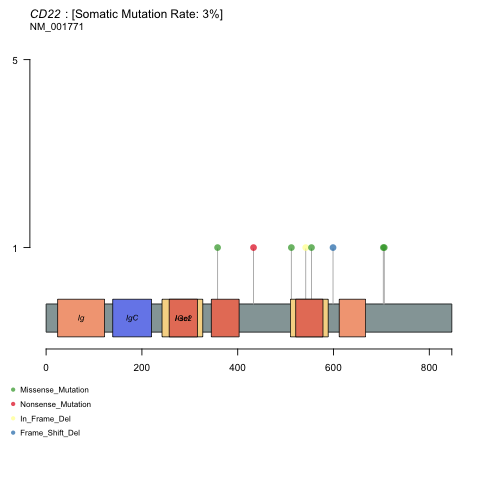 CD22 : [Somatic Mutation Rate: 3%]
NM_001771
5
1
Ig
IgC
0
200
400
600
800
Missense_Mutation
Nonsense_Mutation
In_Frame_Del
Frame_Shift_Del